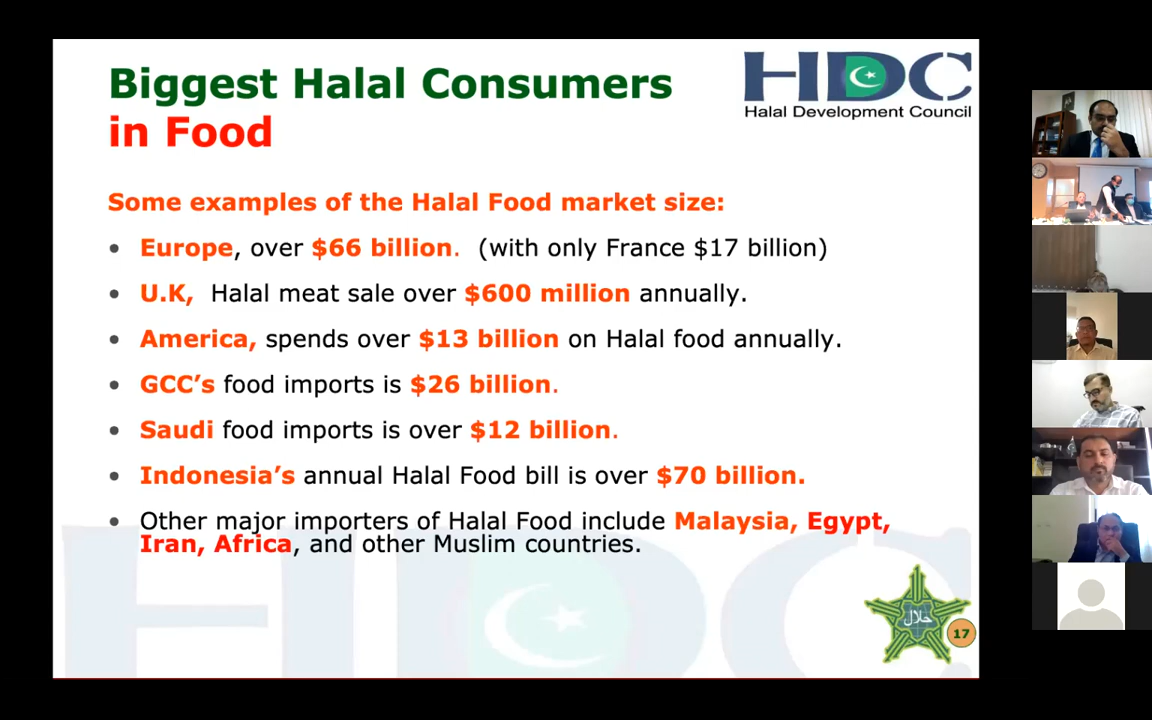 Biggest Halal Consumers
in Food
HDC
Halal Development Council
Some examples of the Halal Food market size:
• Europe, over $66 billion. (with only France $17 billion)
• U.K, Halal meat sale over $600 million annually.
• America, spends over $13 billion on Halal food annually.
• GCC’s food imports is $26 billion.
• Saudi food imports is over $12 billion.
• Indonesia’s annual Halal Food bill is over $70 billion.
• Other major importers of Halal Food include Malaysia, Egypt,
Iran, Africa, and other Muslim countries.
HDC
حلال
17